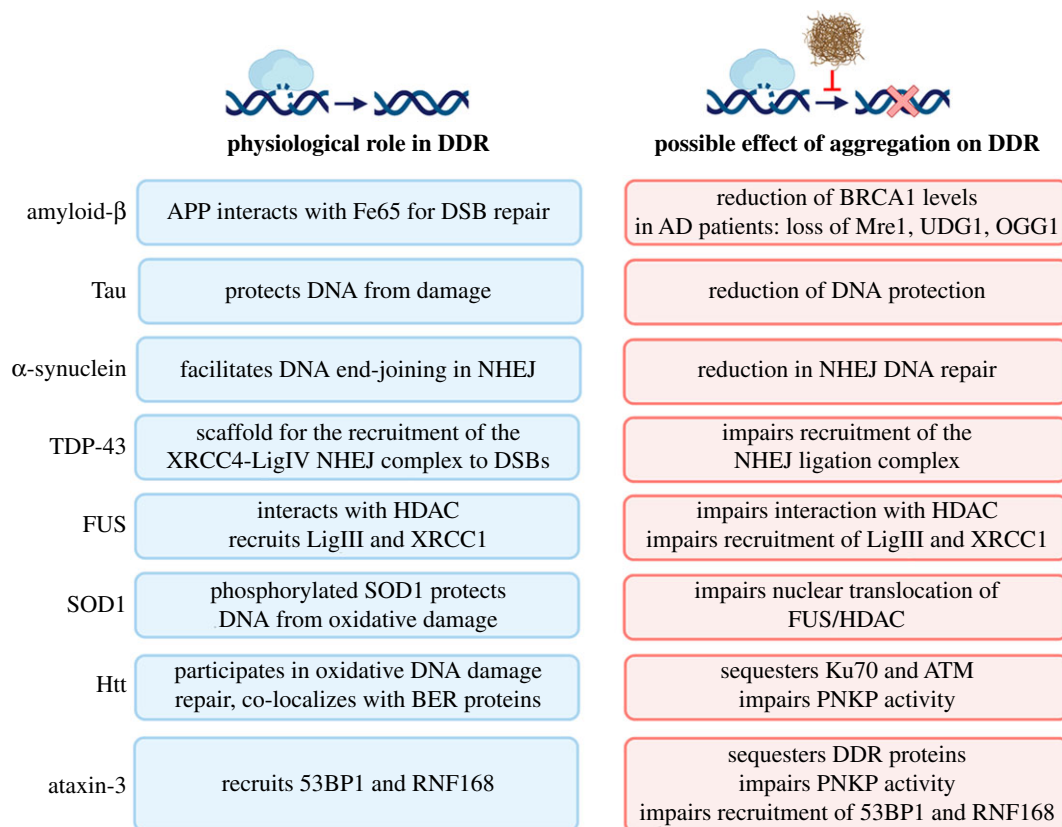 physiological role in DDR
possible effect of aggregation on DDR
amyloid-β
APP interacts with Fe65 for DSB repair
reduction of BRCA1 levels
in AD patients: loss of Mre1, UDG1, OGG1
Tau
protects DNA from damage
reduction of DNA protection
α-synuclein
facilitates DNA end-joining in NHEJ
reduction in NHEJ DNA repair
TDP-43
scaffold for the recruitment of the
XRCC4-LigIV NHEJ complex to DSBs
impairs recruitment of the
NHEJ ligation complex
FUS
interacts with HDAC
recruits LigIII and XRCC1
impairs interaction with HDAC
impairs recruitment of LigIII and XRCC1
SOD1
phosphorylated SOD1 protects
DNA from oxidative damage
impairs nuclear translocation of
FUS/HDAC
Htt
participates in oxidative DNA damage
repair, co-localizes with BER proteins
sequesters Ku70 and ATM
impairs PNKP activity
ataxin-3
recruits 53BP1 and RNF168
sequesters DDR proteins
impairs PNKP activity
impairs recruitment of 53BP1 and RNF168